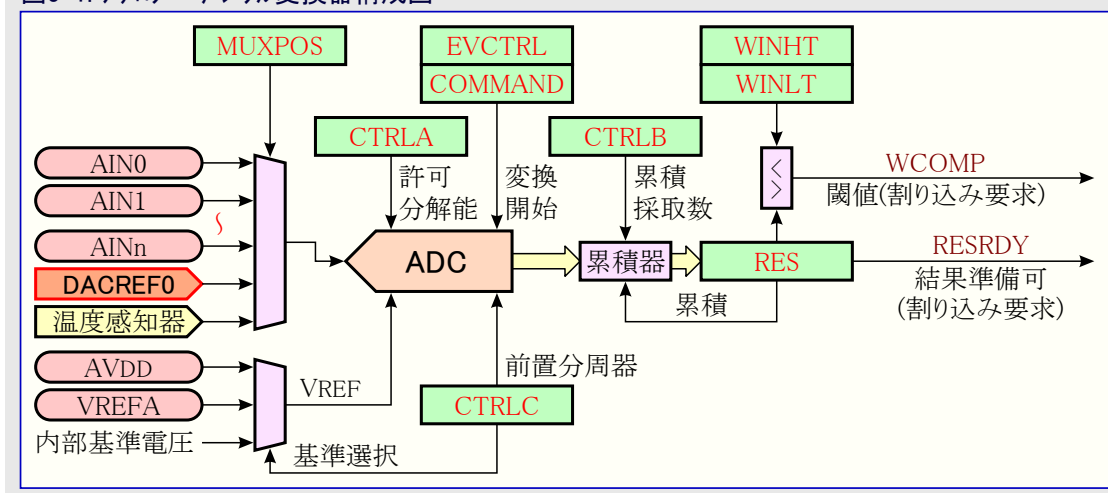 MUXPOS
EVCTRL
COMMAND
WINHT
WINLT
CTRLA
CTRLB
許可
分解能
変換
開始
累積
採取数
AIN0
AIN1
AINn
DACREF0
温度感知器
ADC
累積器
RES
累積
< >
WCOMP
閾値(割り込み要求)
RESRDY
結果準備可
(割り込み要求)
AVDD
VREFA
内部基準電圧
VREF
前置分周器
CTRLC
基準選択